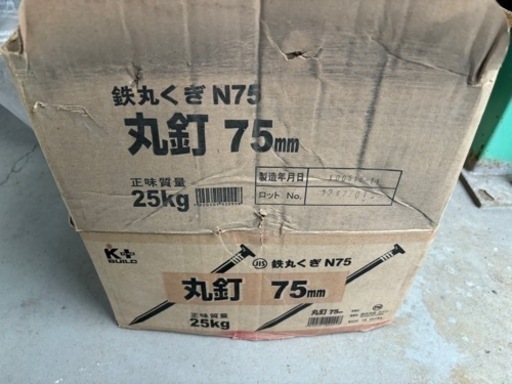 鉄丸くぎ N75
丸釘 75mm
正味質量
25kg
製造年月日
ロット No.
K+
BUILD
JIS 鉄丸くぎ N75
丸釘 75mm
正味質量
25kg
丸釘 75mm